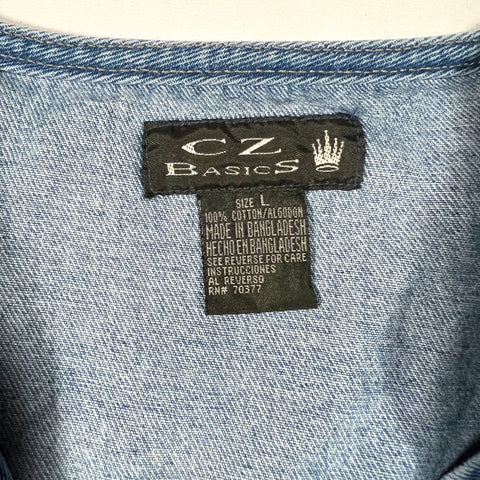 CZ
BASICS
SIZE L
100% COTTON/ALGODON
MADE IN BANGLADESH
HECHO EN BANGLADESH
SEE REVERSE FOR CARE
INSTRUCCIONES
AL REVERSO
RN# 70377